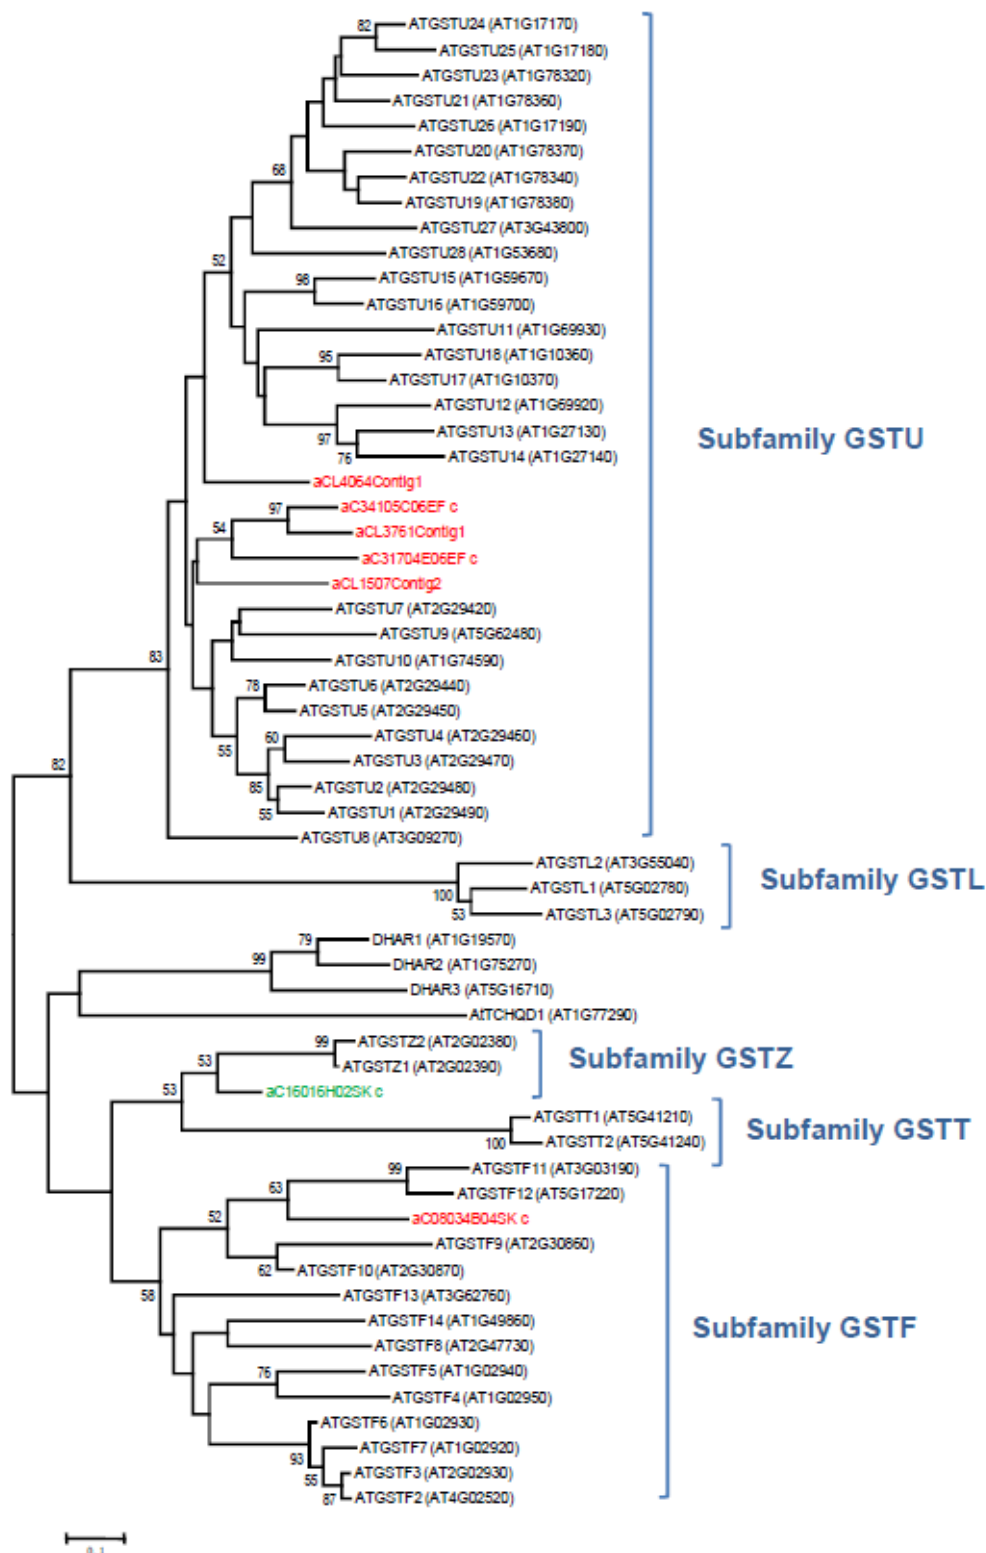 82
ATGSTU24 (AT1G17170)
ATGSTU25 (AT1G17180)
ATGSTU23 (AT1G78320)
ATGSTU21 (AT1G78360)
ATGSTU26 (AT1G17190)
ATGSTU20 (AT1G78370)
68
ATGSTU22 (AT1G78340)
ATGSTU19 (AT1G78380)
ATGSTU27 (AT3G43800)
ATGSTU28 (AT1G53680)
52
98
ATGSTU15 (AT1G59670)
ATGSTU16 (AT1G59700)
ATGSTU11 (AT1G69930)
95
ATGSTU18 (AT1G10360)
ATGSTU17 (AT1G10370)
ATGSTU12 (AT1G69920)
97
ATGSTU13 (AT1G27130)
76
ATGSTU14 (AT1G27140)
Subfamily GSTU
aCL4064Contig1
97
aC34105C06EF c
54
aCL3761Contig1
aC31704E06EF c
aCL1507Contig2
ATGSTU7 (AT2G29420)
ATGSTU9 (AT5G62480)
83
ATGSTU10 (AT1G74590)
78
ATGSTU6 (AT2G29440)
ATGSTU5 (AT2G29450)
60
ATGSTU4 (AT2G29460)
55
ATGSTU3 (AT2G29470)
82
85
ATGSTU2 (AT2G29480)
55
ATGSTU1 (AT2G29490)
ATGSTU8 (AT3G09270)
ATGSTL2 (AT3G55040)
100
ATGSTL1 (AT5G02780)
53
ATGSTL3 (AT5G02790)
Subfamily GSTL
79
DHAR1 (AT1G19570)
99
DHAR2 (AT1G75270)
DHAR3 (AT5G16710)
AtTCHQD1 (AT1G77290)
99
ATGSTZ2 (AT2G02380)
53
ATGSTZ1 (AT2G02390)
Subfamily GSTZ
53
aC16016H02SK c
ATGSTT1 (AT5G41210)
100
ATGSTT2 (AT5G41240)
Subfamily GSTT
99
ATGSTF11 (AT3G03190)
63
ATGSTF12 (AT5G17220)
52
aC08034B04SK c
ATGSTF9 (AT2G30860)
62
ATGSTF10 (AT2G30870)
58
ATGSTF13 (AT3G62760)
ATGSTF14 (AT1G49860)
Subfamily GSTF
ATGSTF8 (AT2G47730)
76
ATGSTF5 (AT1G02940)
ATGSTF4 (AT1G02950)
ATGSTF6 (AT1G02930)
93
ATGSTF7 (AT1G02920)
55
ATGSTF3 (AT2G02930)
87
ATGSTF2 (AT4G02520)
0.1